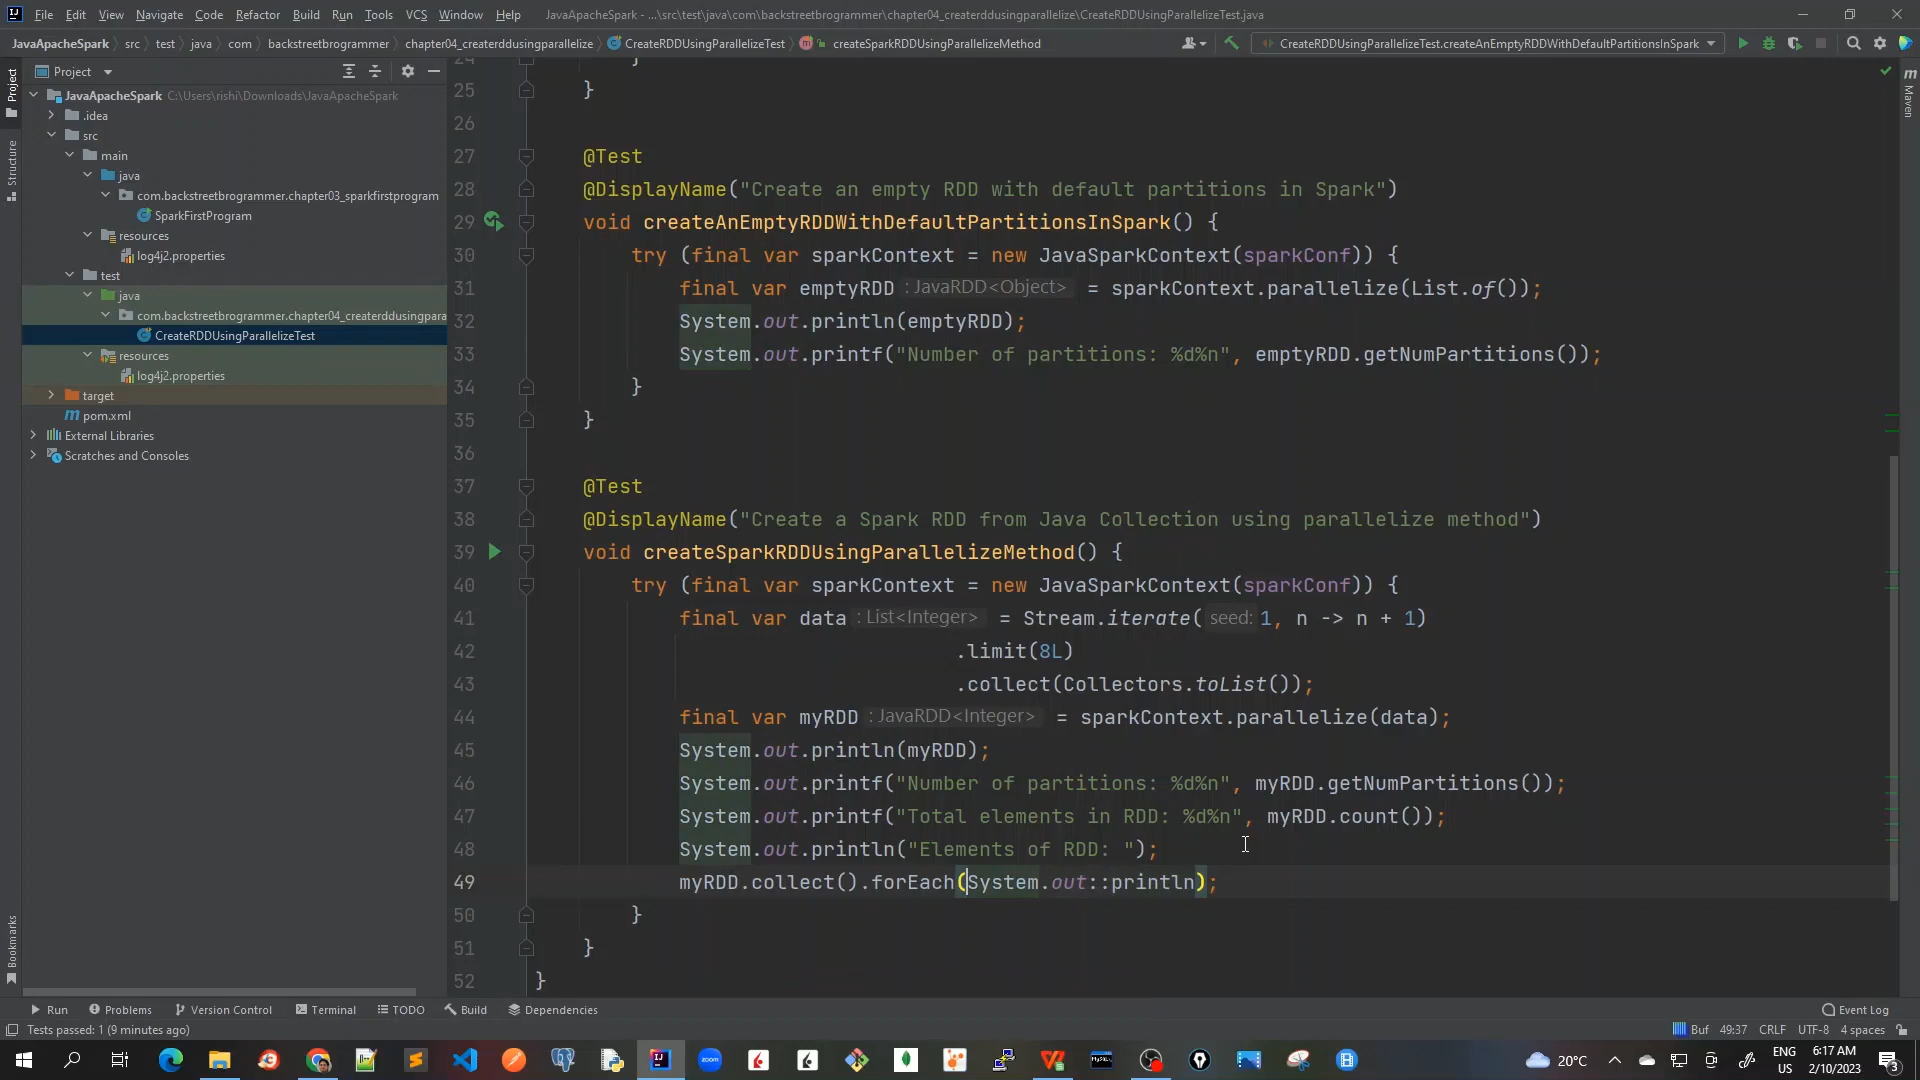 File Edit View Navigate Code Refactor Build Run Tools VCS Window Help JavaApacheSpark - ...\src\test\java\com\backstreetbrogrammer\chapter04_createrddusingparallelize\CreateRDDUsingParallelizeTest.java
JavaApacheSpark src test java com backstreetbrogrammer chapter04_createrddusingparallelize CreateRDDUsingParallelizeTest createSparkRDDUsingParallelizeMethod CreateRDDUsingParallelizeTest.createAnEmptyRDDWithDefaultPartitionsInSpark
Project
Project
Structure
Bookmarks
Maven
JavaApacheSpark C:\Users\rishi\Downloads\JavaApacheSpark
.idea
src
main
java
com.backstreetbrogrammer.chapter03_sparkfirstprogram
SparkFirstProgram
resources
log4j2.properties
test
java
com.backstreetbrogrammer.chapter04_createrddusingpara
CreateRDDUsingParallelizeTest
resources
log4j2.properties
target
pom.xml
External Libraries
Scratches and Consoles
24 }
25 }
26
27 @Test
28 @DisplayName("Create an empty RDD with default partitions in Spark")
29 void createAnEmptyRDDWithDefaultPartitionsInSpark() {
30 try (final var sparkContext = new JavaSparkContext(sparkConf)) {
31 final var emptyRDD : JavaRDD<Object> = sparkContext.parallelize(List.of());
32 System.out.println(emptyRDD);
33 System.out.printf("Number of partitions: %d%n", emptyRDD.getNumPartitions());
34 }
35 }
36
37 @Test
38 @DisplayName("Create a Spark RDD from Java Collection using parallelize method")
39 void createSparkRDDUsingParallelizeMethod() {
40 try (final var sparkContext = new JavaSparkContext(sparkConf)) {
41 final var data : List<Integer> = Stream.iterate( seed: 1, n -> n + 1)
42 .limit(8L)
43 .collect(Collectors.toList());
44 final var myRDD : JavaRDD<Integer> = sparkContext.parallelize(data);
45 System.out.println(myRDD);
46 System.out.printf("Number of partitions: %d%n", myRDD.getNumPartitions());
47 System.out.printf("Total elements in RDD: %d%n", myRDD.count());
48 System.out.println("Elements of RDD: ");
49 myRDD.collect().forEach(System.out::println);
50 }
51 }
52 }
Run Problems Version Control Terminal TODO Build Dependencies Event Log
Tests passed: 1 (9 minutes ago) Buf 49:37 CRLF UTF-8 4 spaces
20°C ENG US 6:17 AM 2/10/2023 3